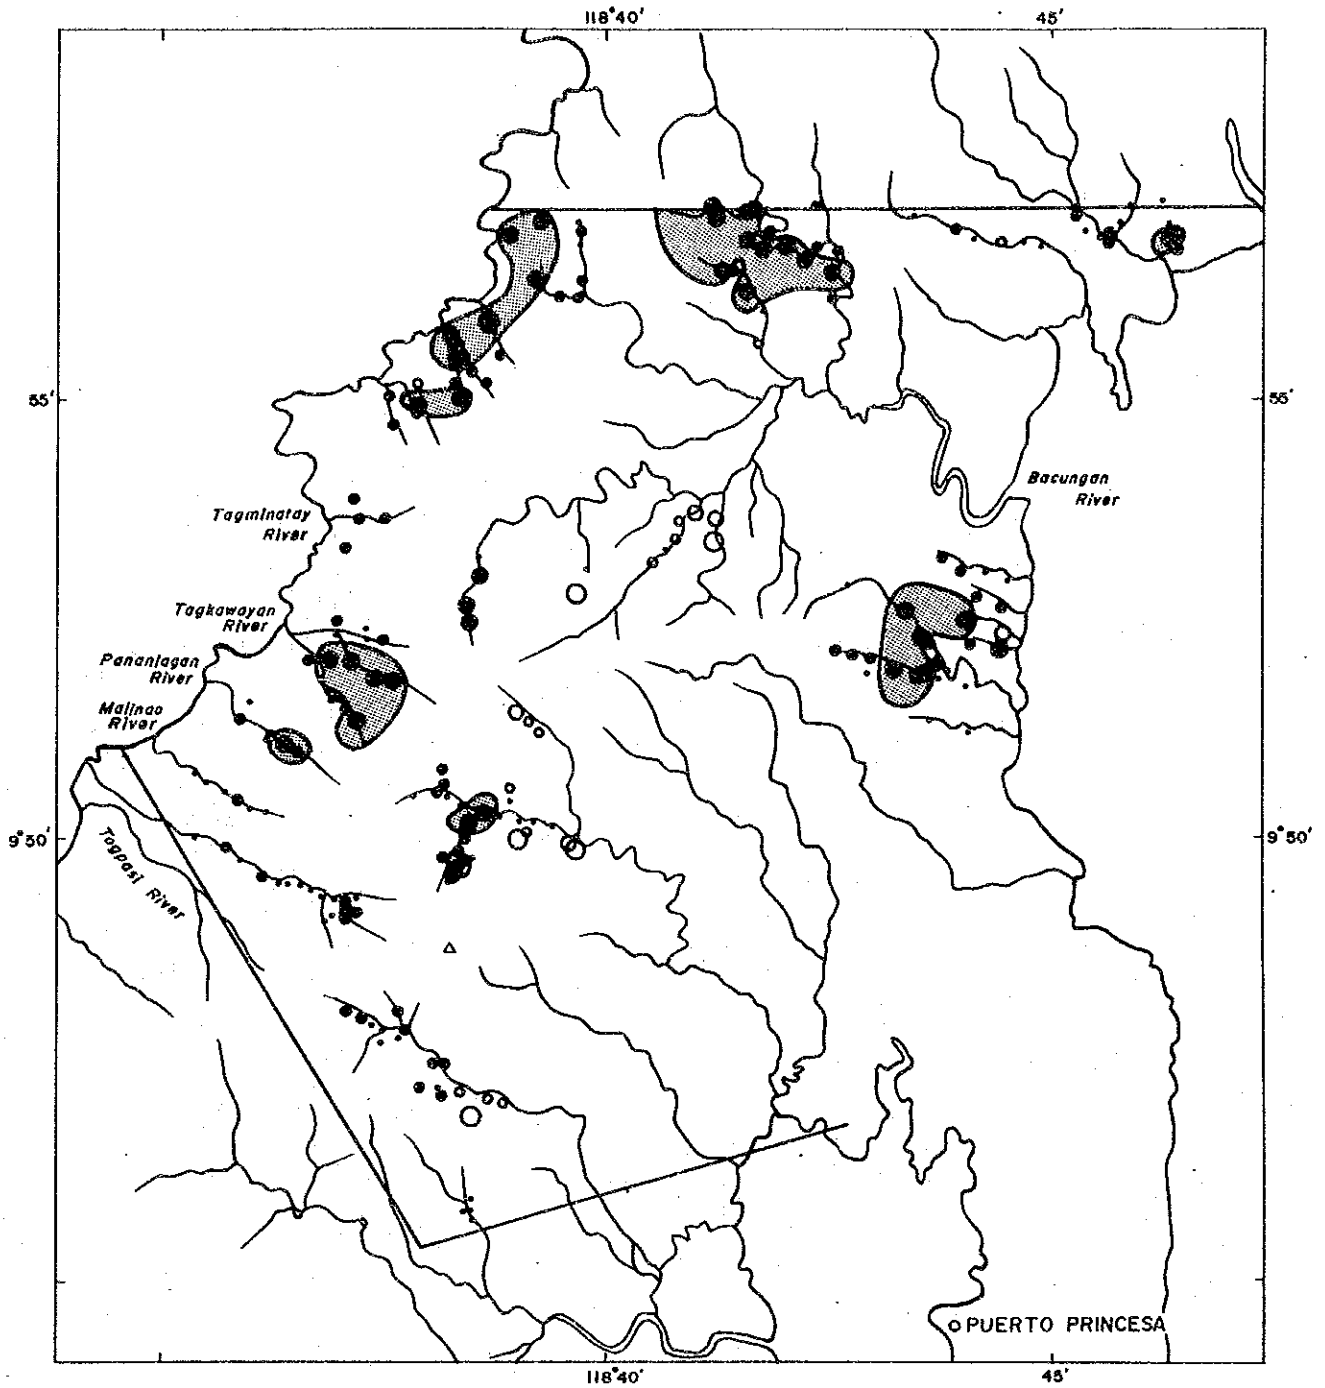 118°40' 45'
55' 55'
Bacungan
River
Tagminatay
River
Tagkawayan
River
Pananlagan
River
Malinao
River
9°50' 9°50'
Togpasi River
PUERTO PRINCESA
118°40' 45'